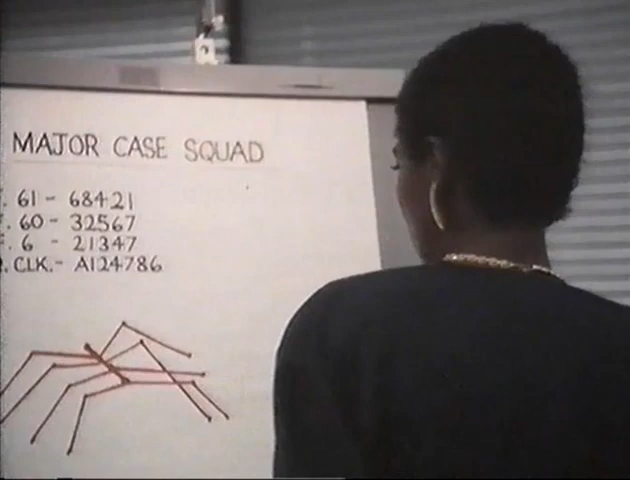 MAJOR CASE SQUAD
. 61 - 68421
. 60 - 32567
. 6 - 21347
. CLK. - A124786